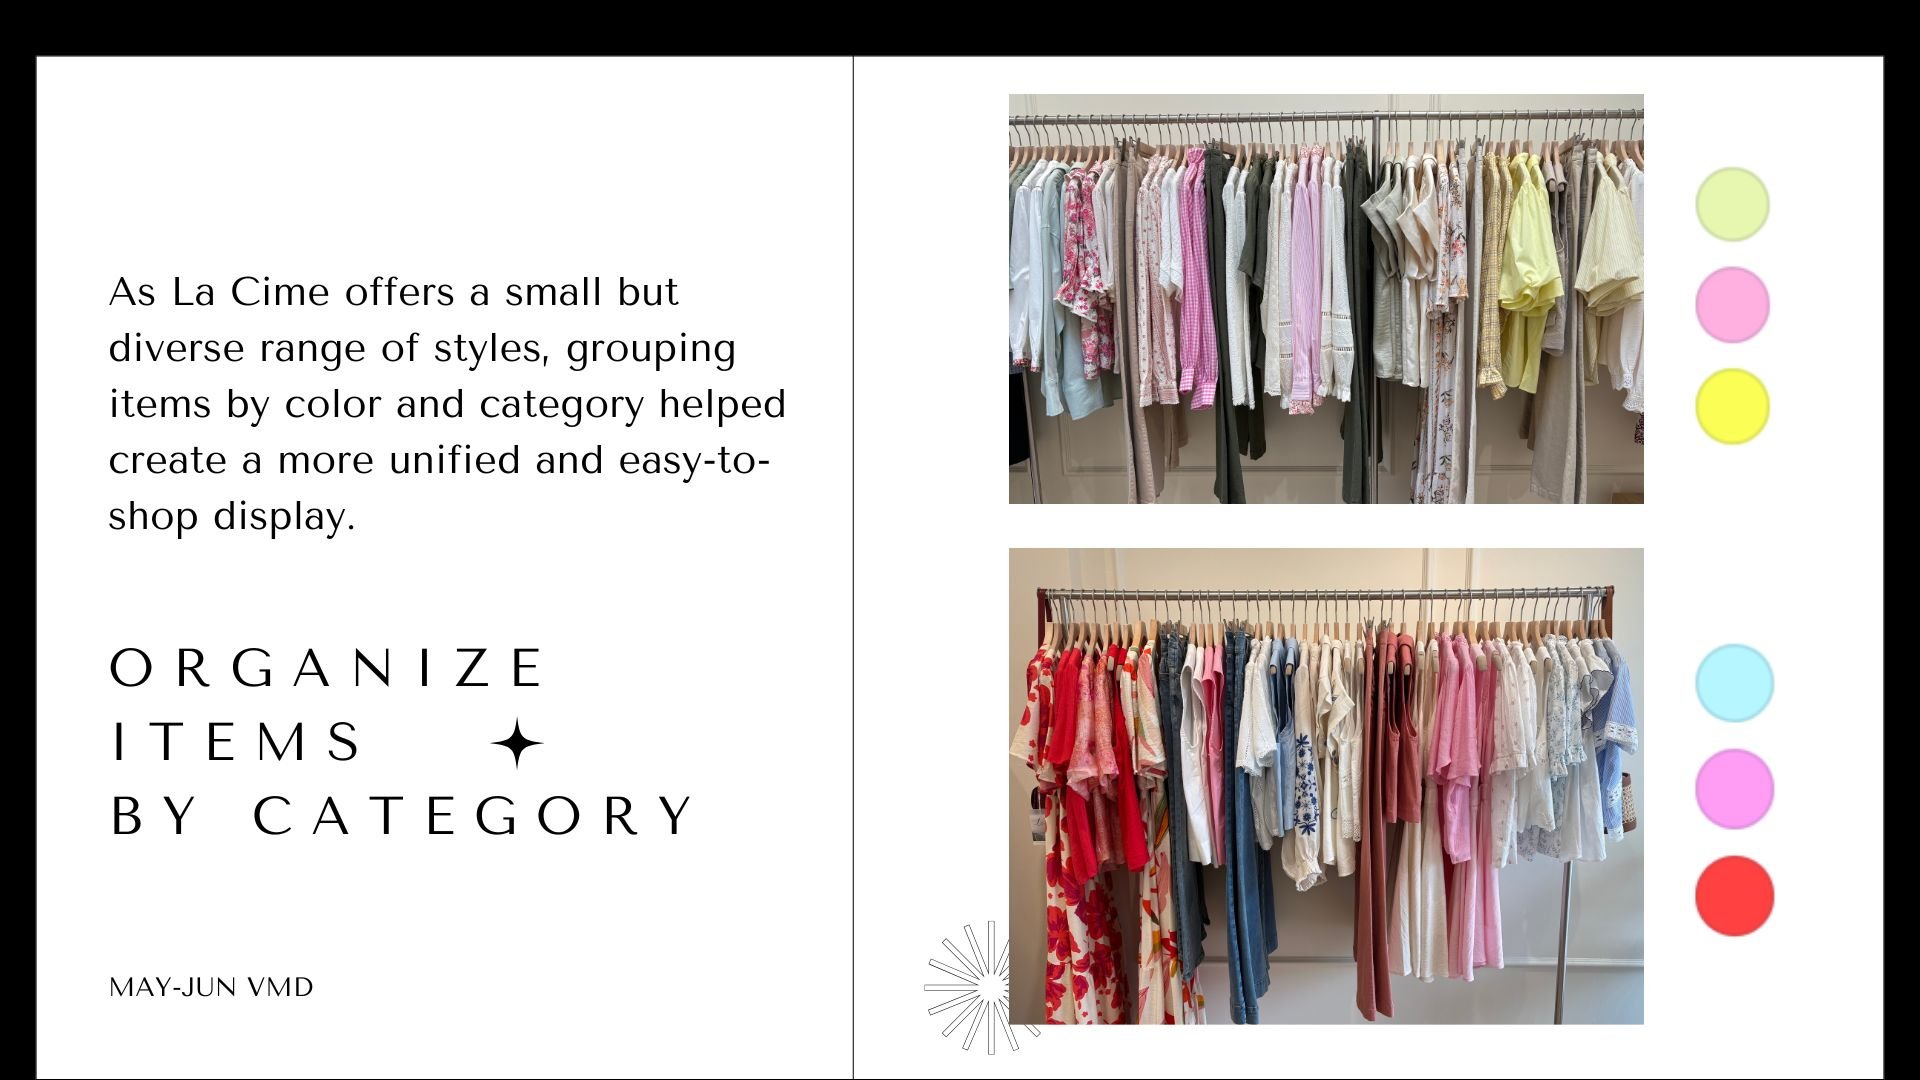 As La Cime offers a small but
diverse range of styles, grouping
items by color and category helped
create a more unified and easy-to-
shop display.
ORGANIZE
ITEMS
BY CATEGORY
MAY-JUN VMD